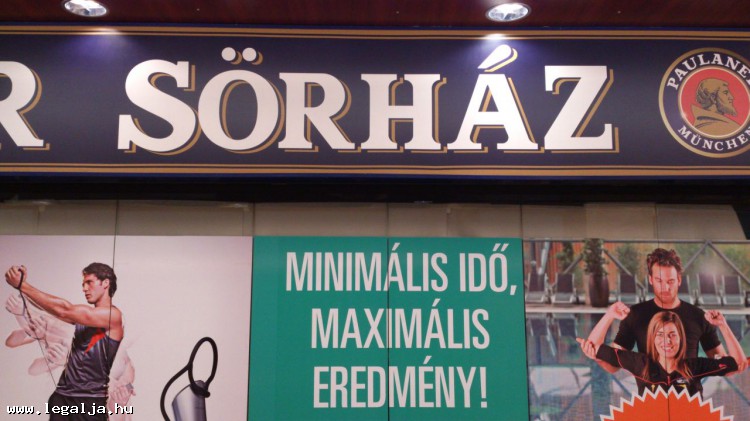 R SÖRHÁZ
PAULANER
MÜNCHEN
MINIMÁLIS IDŐ,
MAXIMÁLIS
EREDMÉNY!
www.legalja.hu